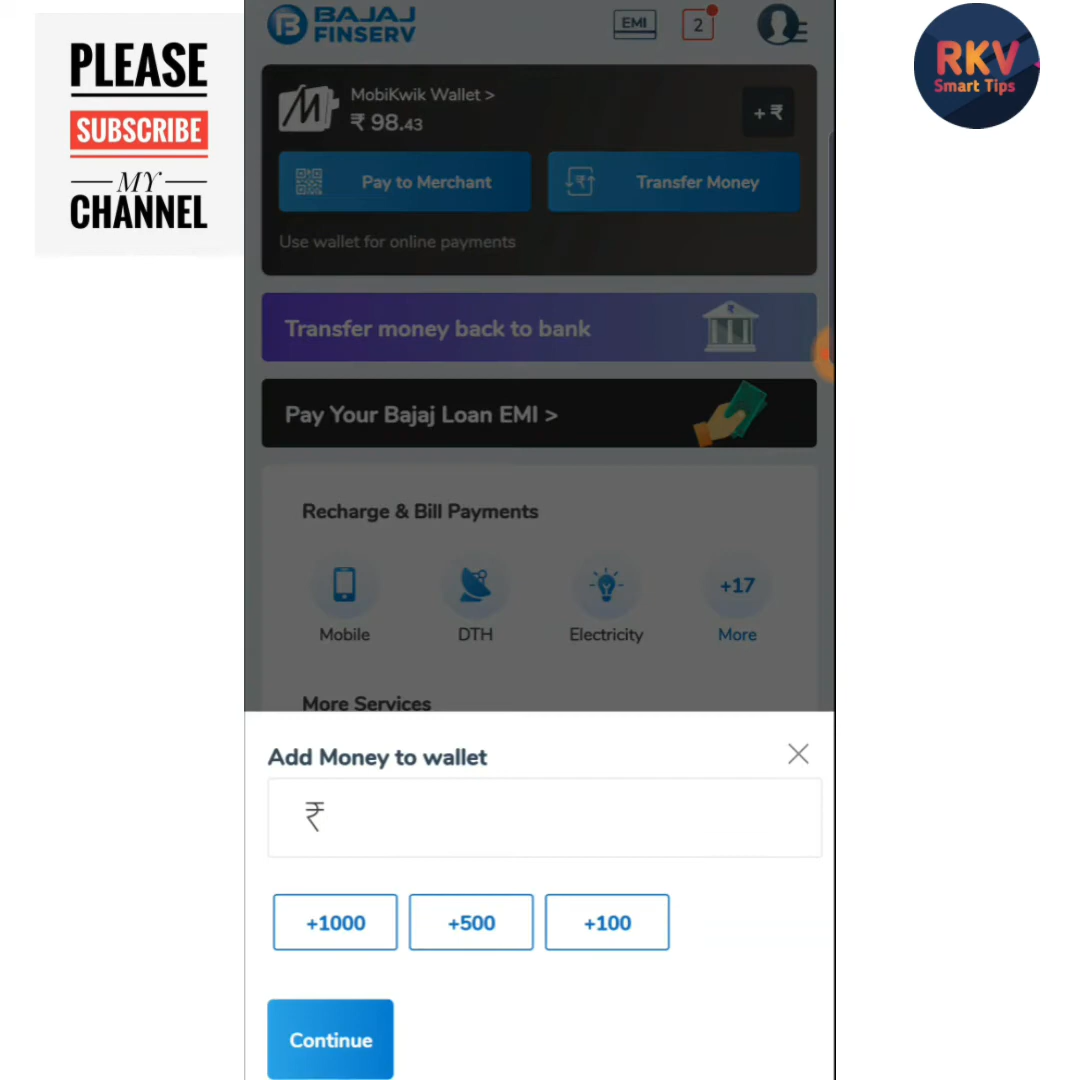 PLEASE
SUBSCRIBE
MY
CHANNEL
BAJAJ
FINSERV
EMI
2
RKV
Smart Tips
MobiKwik Wallet >
₹ 98.43
+ ₹
Pay to Merchant
Transfer Money
Use wallet for online payments
Transfer money back to bank
Pay Your Bajaj Loan EMI >
Recharge & Bill Payments
+17
Mobile
DTH
Electricity
More
More Services
Add Money to wallet
₹
+1000
+500
+100
Continue